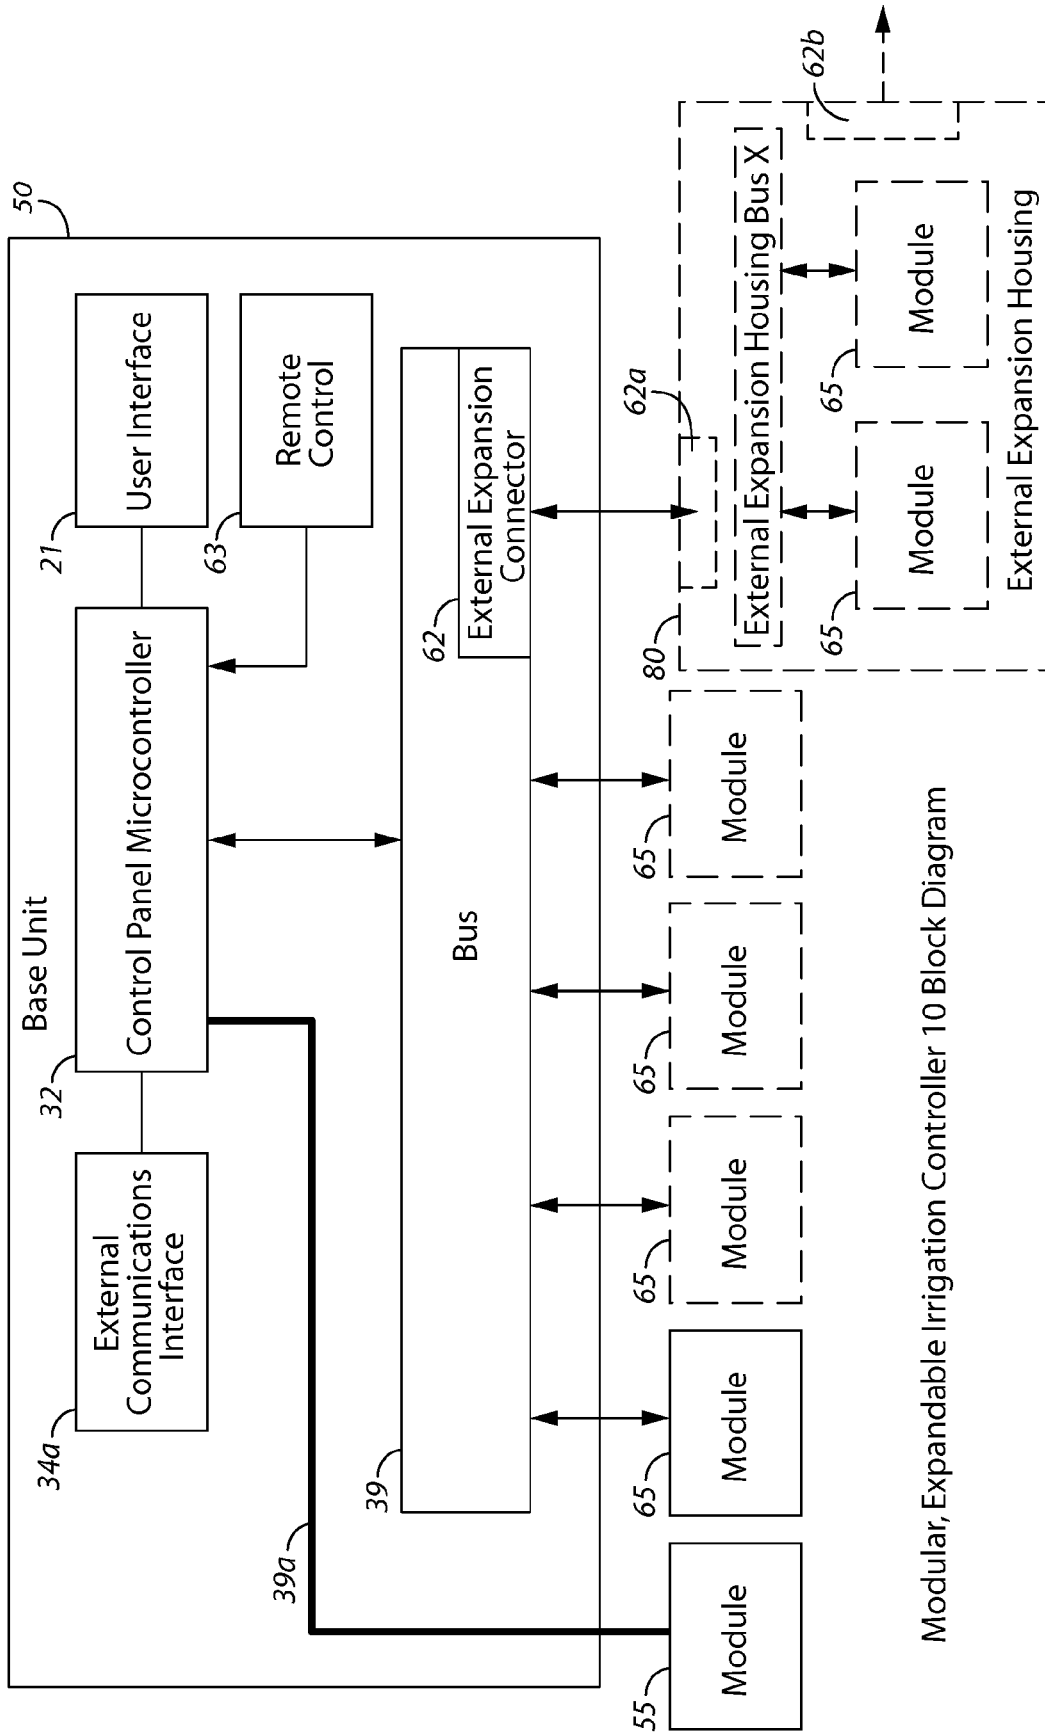 50
Base Unit
34a
External
Communications
Interface
32
Control Panel Microcontroller
21
User Interface
63
Remote
Control
39a
39
Bus
62
External Expansion
Connector
55
Module
65
Module
65
Module
65
Module
65
Module
80
62a
62b
External Expansion Housing Bus X
65
Module
65
Module
External Expansion Housing
Modular, Expandable Irrigation Controller 10 Block Diagram